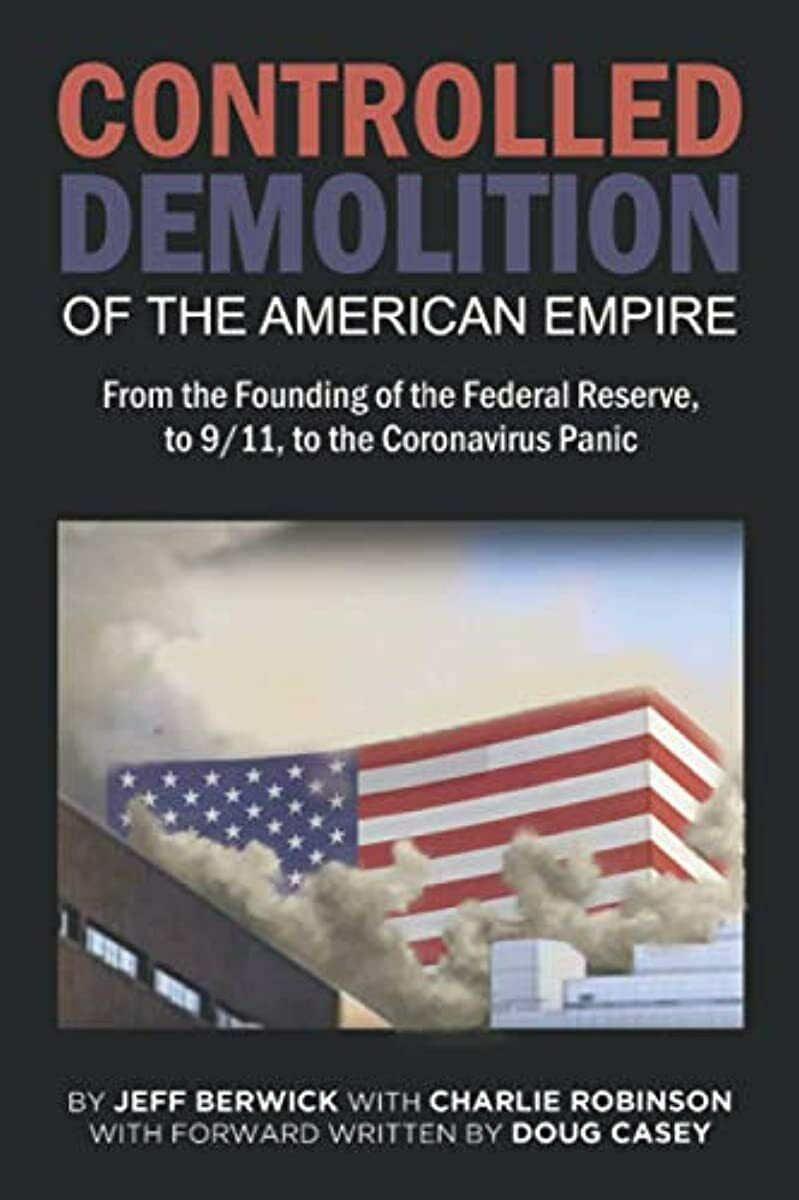 CONTROLLED
DEMOLITION
OF THE AMERICAN EMPIRE
From the Founding of the Federal Reserve,
to 9/11, to the Coronavirus Panic
BY JEFF BERWICK WITH CHARLIE ROBINSON
WITH FORWARD WRITTEN BY DOUG CASEY